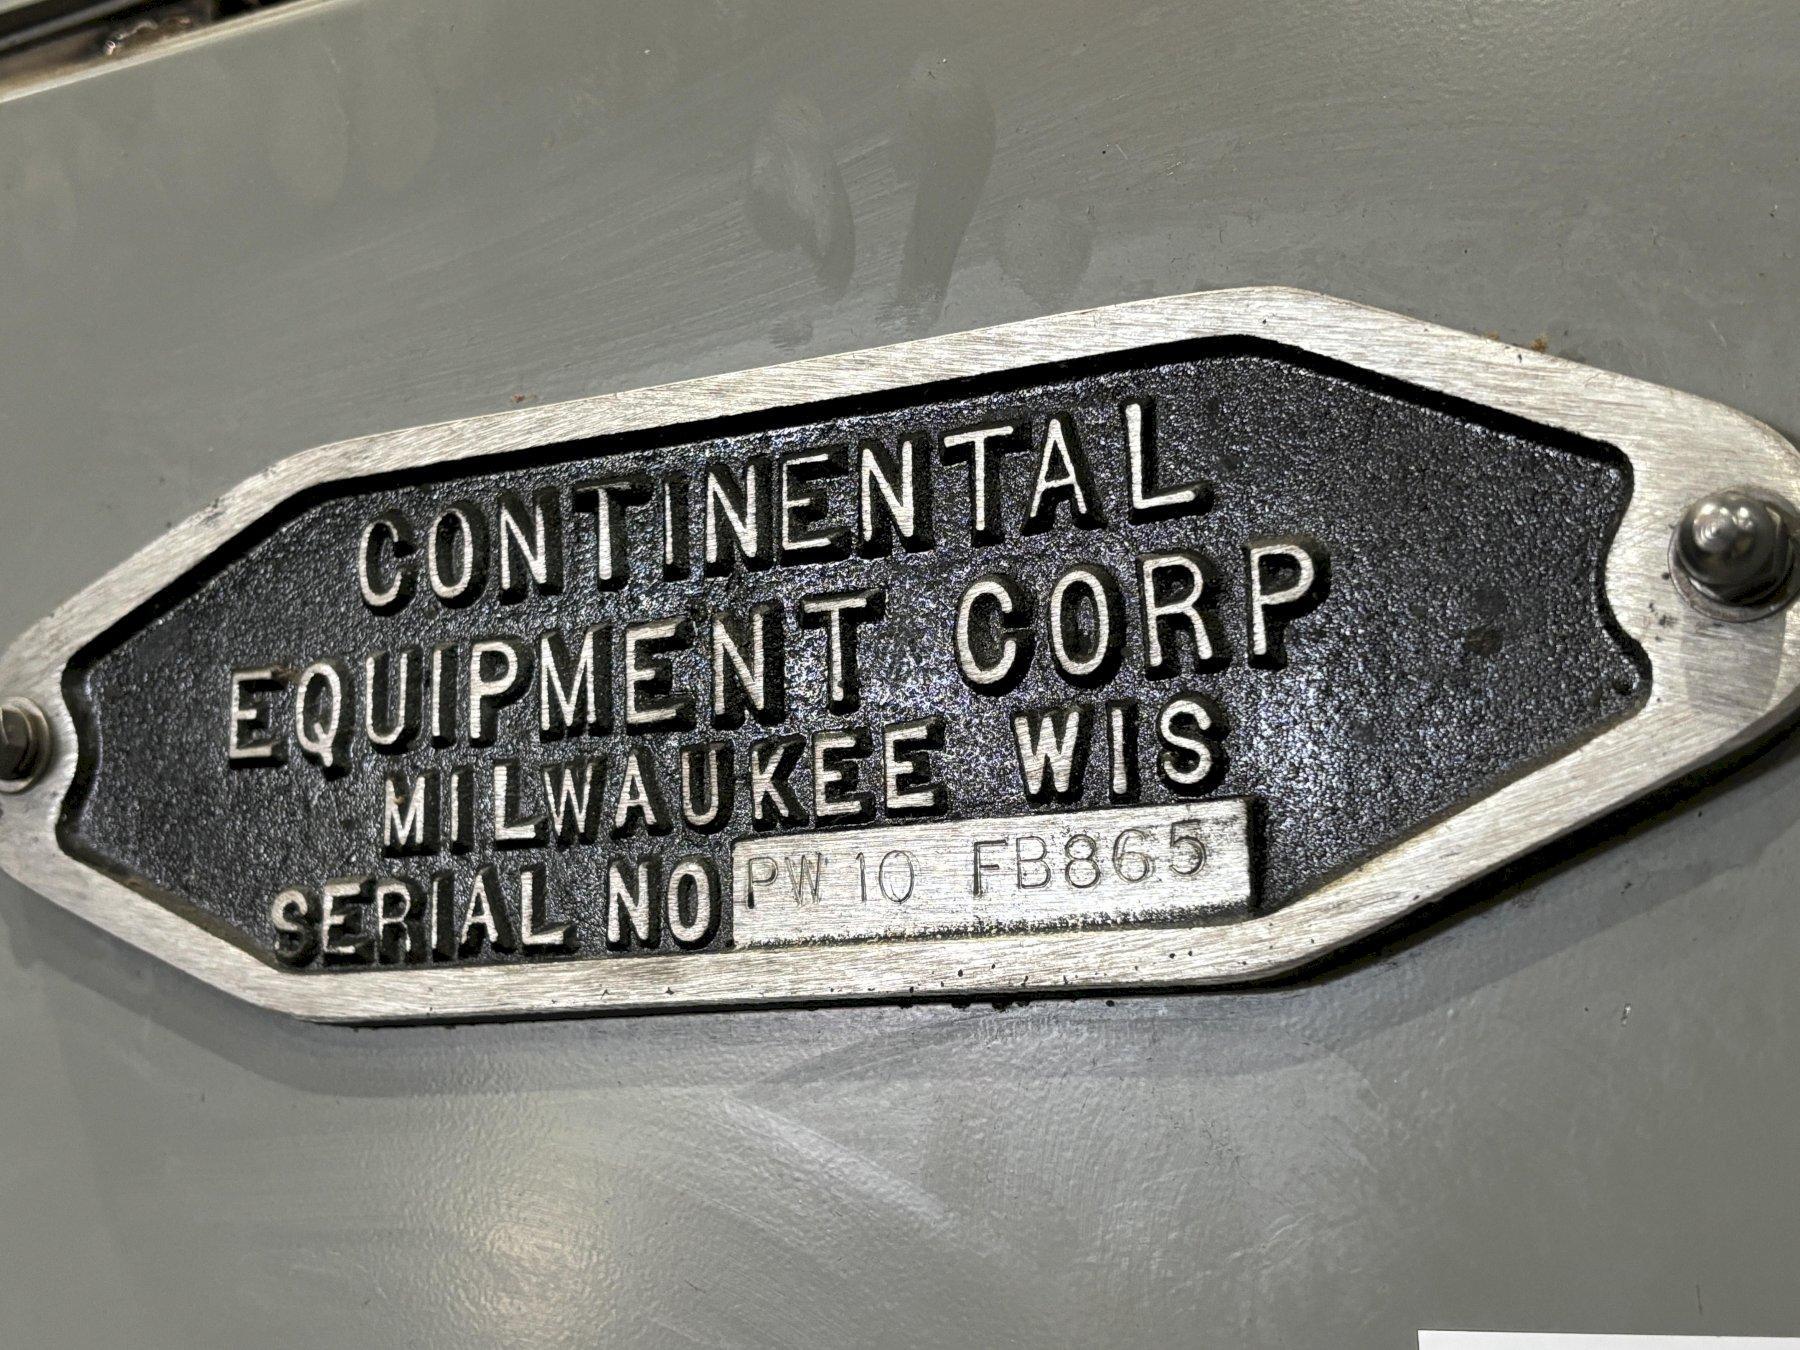 CONTINENTAL
EQUIPMENT CORP
MILWAUKEE WIS
SERIAL NO PW 10 FB865